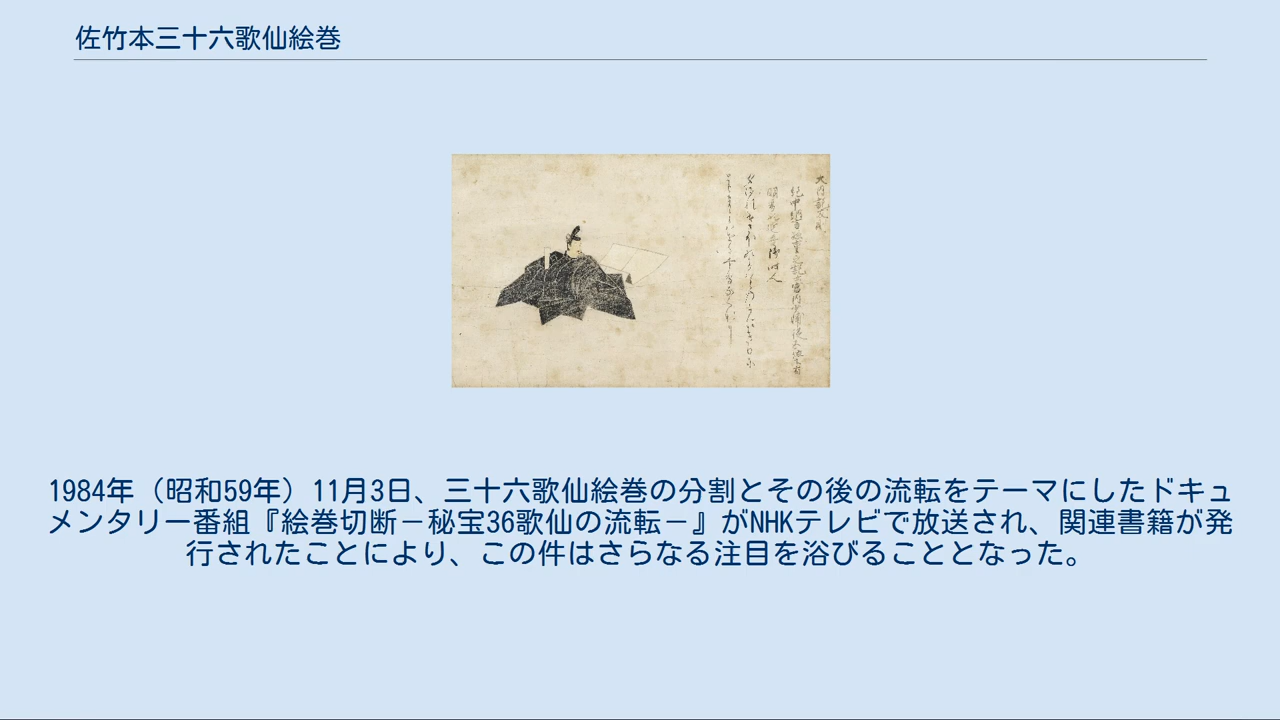 佐竹本三十六歌仙絵巻
1984年（昭和59年）11月3日、三十六歌仙絵巻の分割とその後の流転をテーマにしたドキュ
メンタリー番組『絵巻切断－秘宝36歌仙の流転－』がNHKテレビで放送され、関連書籍が発
行されたことにより、この件はさらなる注目を浴びることとなった。